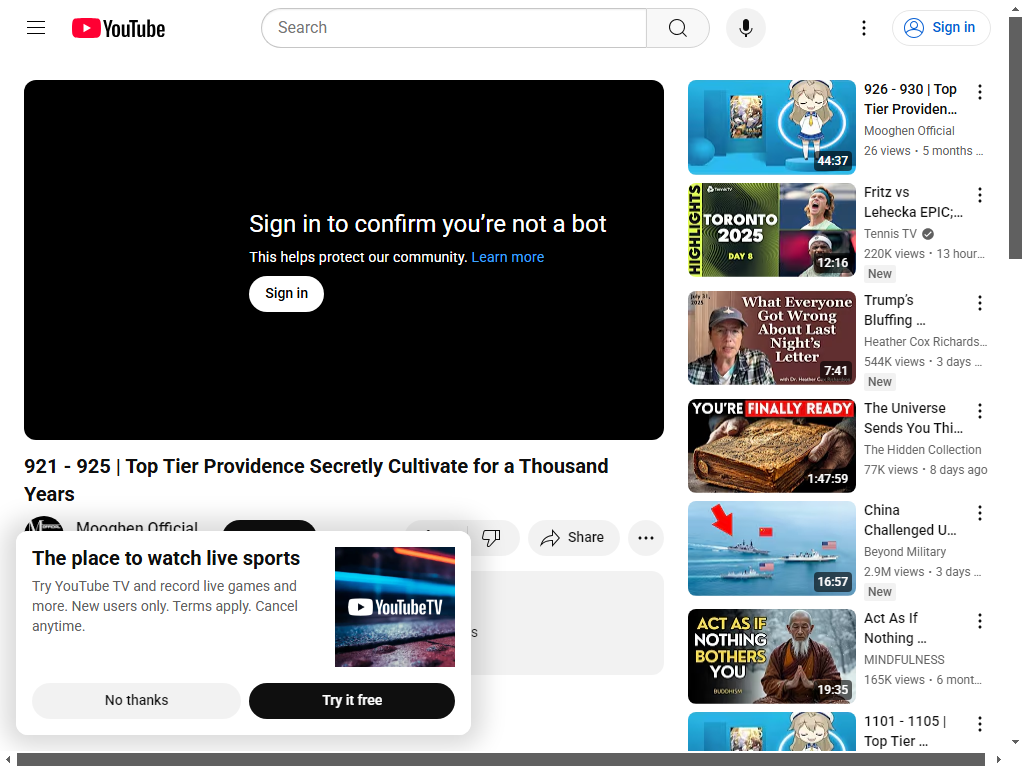 YouTube
Search
Sign in
Sign in to confirm you're not a bot
This helps protect our community. Learn more
Sign in
921 - 925 | Top Tier Providence Secretly Cultivate for a Thousand
Years
Mooghen Official
Share
The place to watch live sports
Try YouTube TV and record live games and
more. New users only. Terms apply. Cancel
anytime.
YouTubeTV
No thanks
Try it free
44:37
926 - 930 | Top
Tier Providen...
Mooghen Official
26 views • 5 months ...
HIGHLIGHTS
TennisTV
TORONTO
2025
DAY 8
12:16
Fritz vs
Lehecka EPIC;...
Tennis TV
220K views • 13 hour...
New
July 31,
2025
What Everyone
Got Wrong
About Last
Night's
Letter
7:41
Trump's
Bluffing ...
Heather Cox Richards...
544K views • 3 days ...
New
YOU'RE FINALLY READY
1:47:59
The Universe
Sends You Thi...
The Hidden Collection
77K views • 8 days ago
16:57
China
Challenged U...
Beyond Military
2.9M views • 3 days ...
New
ACT AS IF
NOTHING
BOTHERS
YOU
BUDDHISM
19:35
Act As If
Nothing ...
MINDFULNESS
165K views • 6 mont...
1101 - 1105 |
Top Tier ...